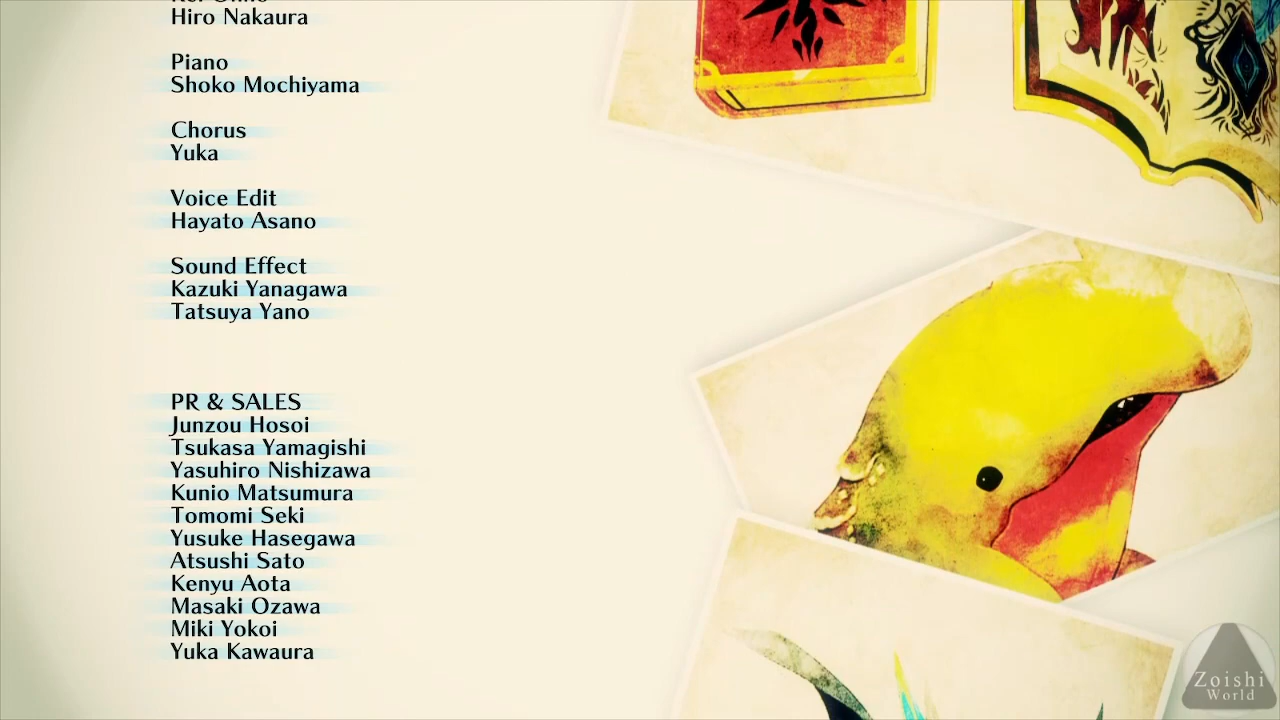 Hiro Nakaura
Piano
Shoko Mochiyama
Chorus
Yuka
Voice Edit
Hayato Asano
Sound Effect
Kazuki Yanagawa
Tatsuya Yano
PR & SALES
Junzou Hosoi
Tsukasa Yamagishi
Yasuhiro Nishizawa
Kunio Matsumura
Tomomi Seki
Yusuke Hasegawa
Atsushi Sato
Kenyu Aota
Masaki Ozawa
Miki Yokoi
Yuka Kawaura
Zoishi
World